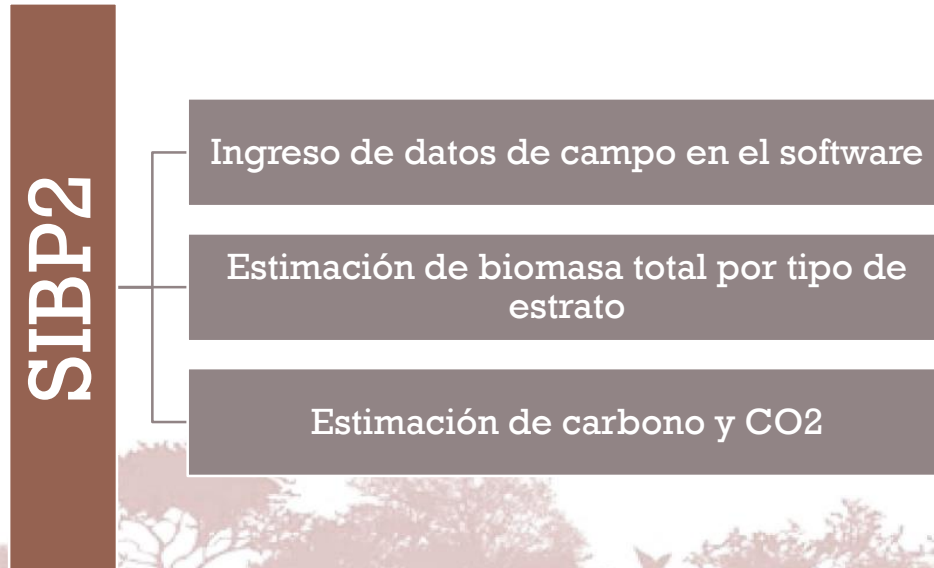 SIBP2
Ingreso de datos de campo en el software
Estimación de biomasa total por tipo de
estrato
Estimación de carbono y CO2